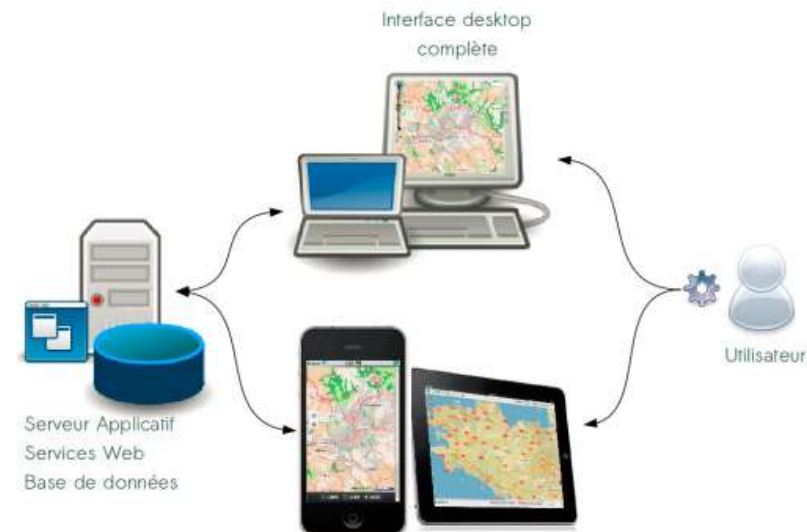 Interface desktop
complète
Utilisateur
Serveur Applicatif
Services Web
Base de données